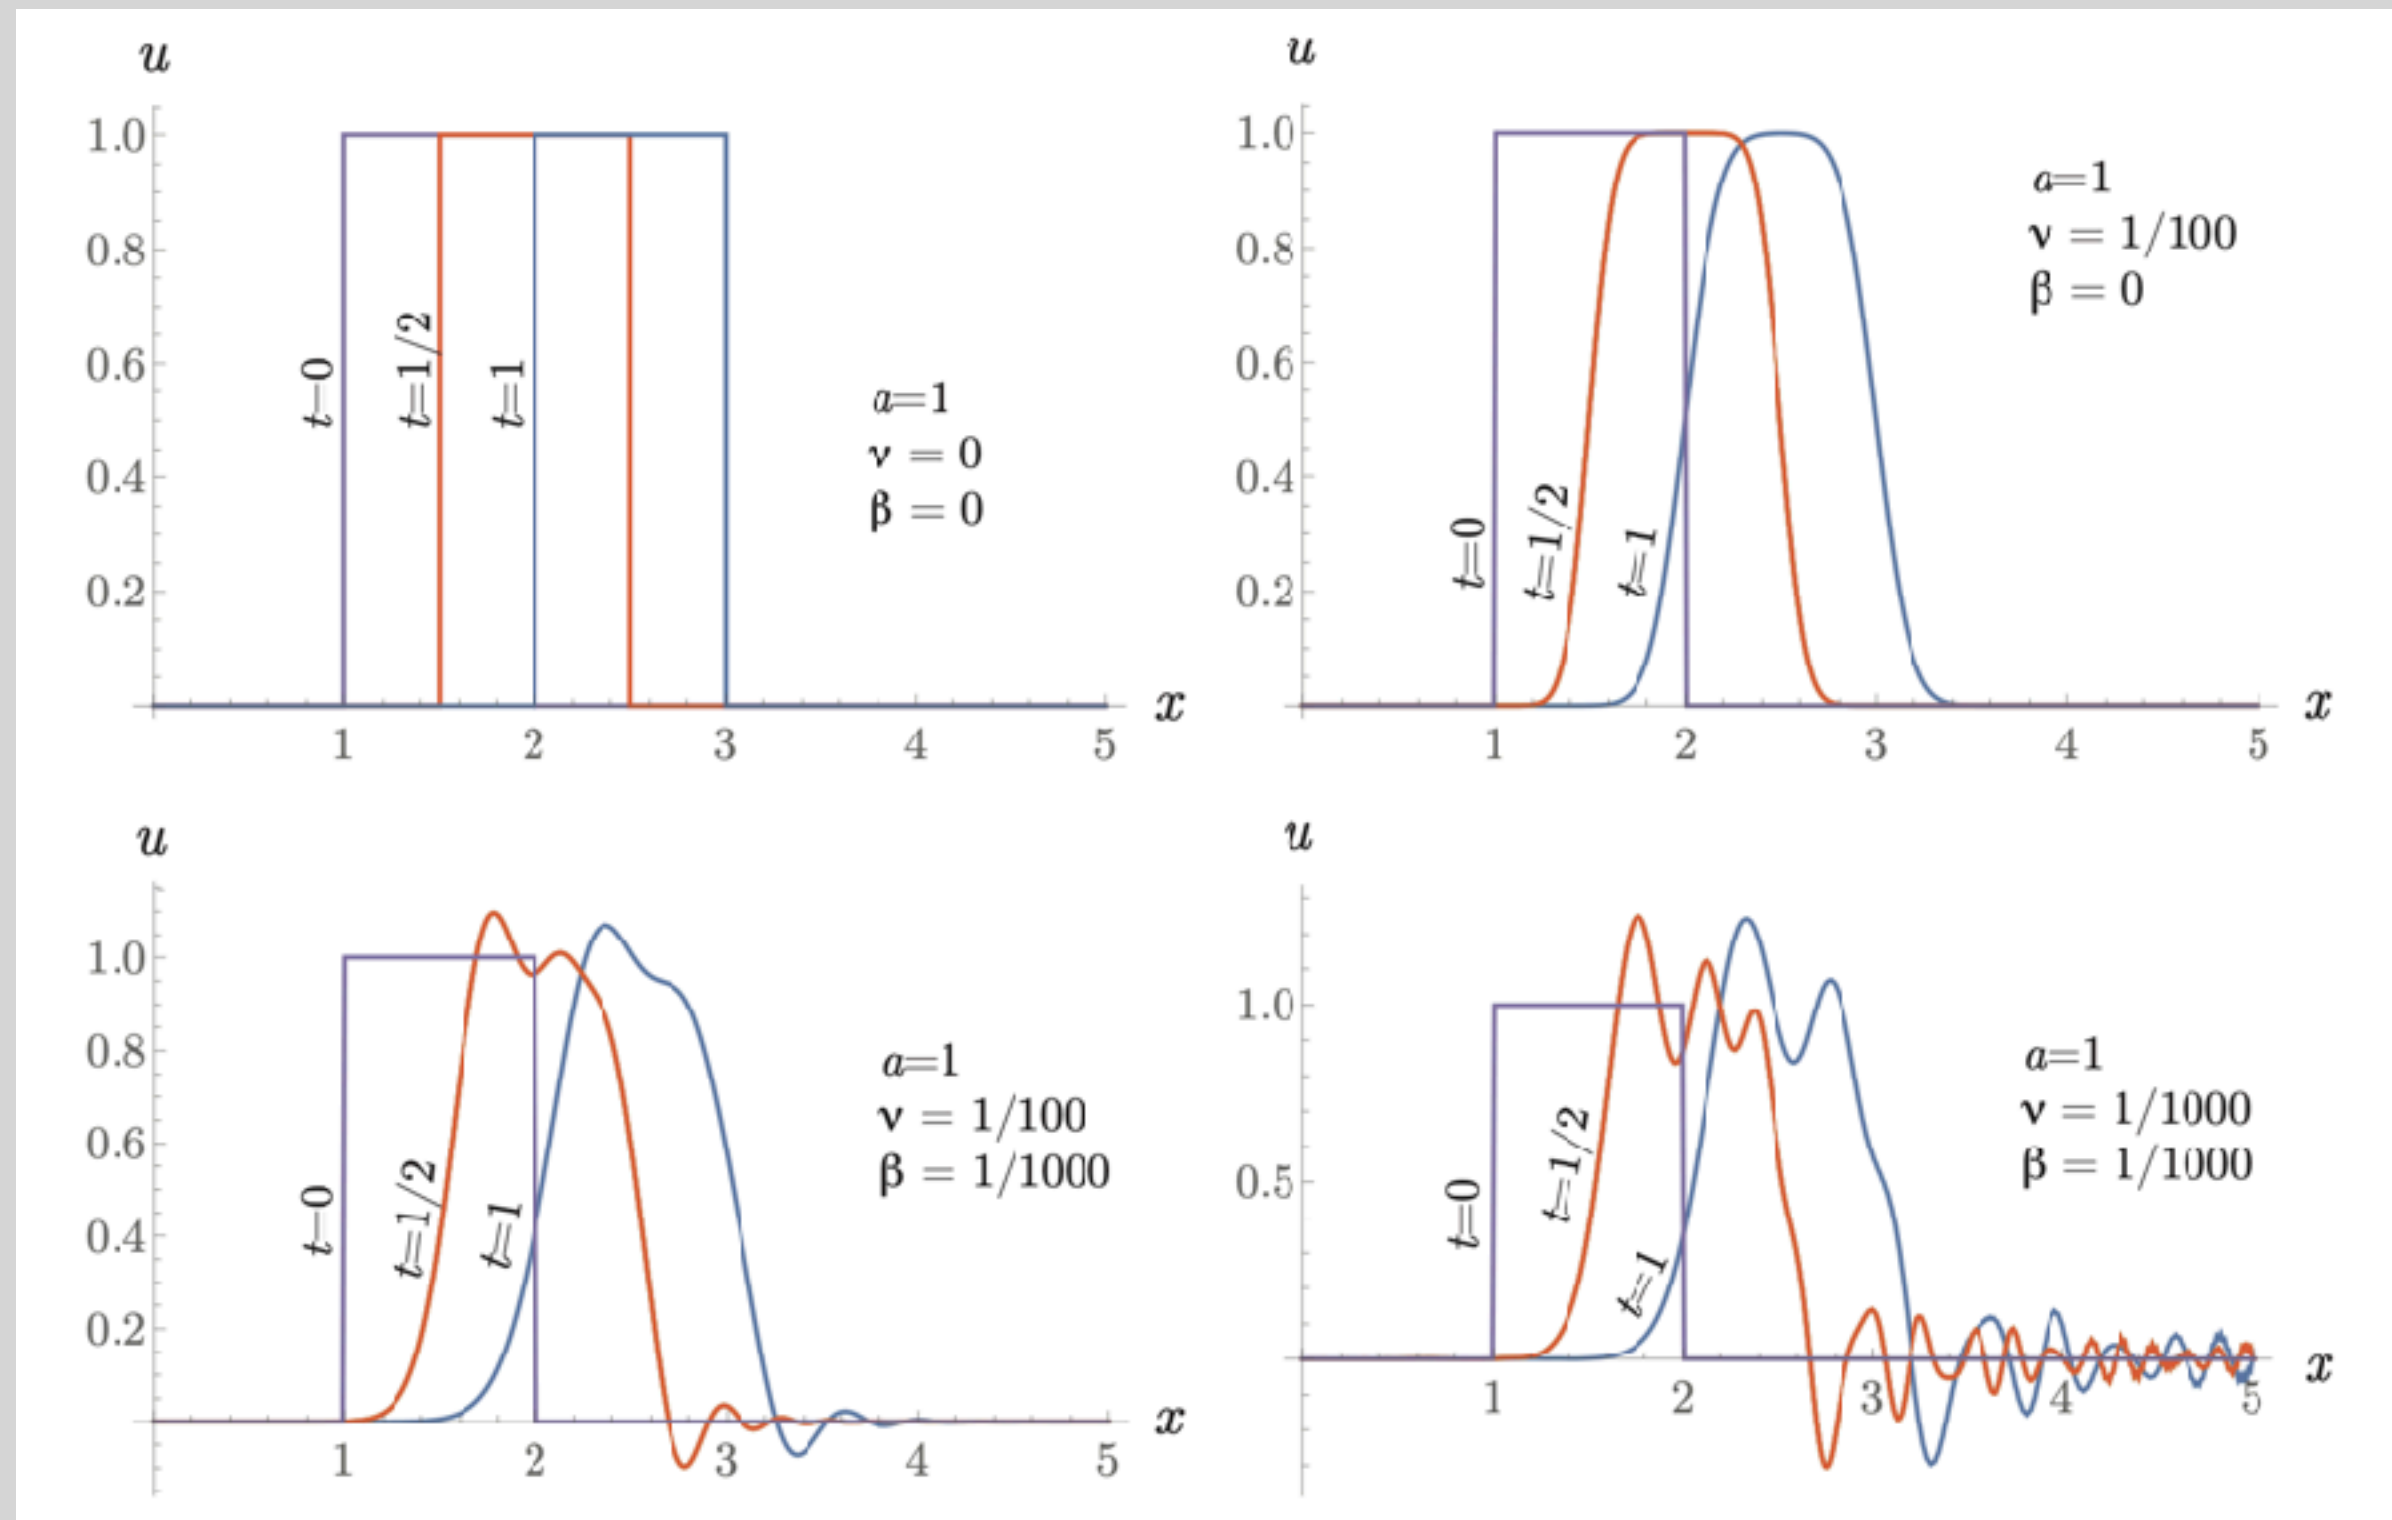 u
1.0
0.8
0.6
0.4
0.2
t=0
t=1/2
t=1
a=1
ν = 0
β = 0
1 2 3 4 5
x
u
1.0
0.8
0.6
0.4
0.2
t=0
t=1/2
t=1
a=1
ν = 1/100
β = 0
1 2 3 4 5
x
u
1.0
0.8
0.6
0.4
0.2
t=0
t=1/2
t=1
a=1
ν = 1/100
β = 1/1000
1 2 3 4 5
x
u
1.0
0.5
t=0
t=1/2
t=1
a=1
ν = 1/1000
β = 1/1000
1 2 3 4 5
x